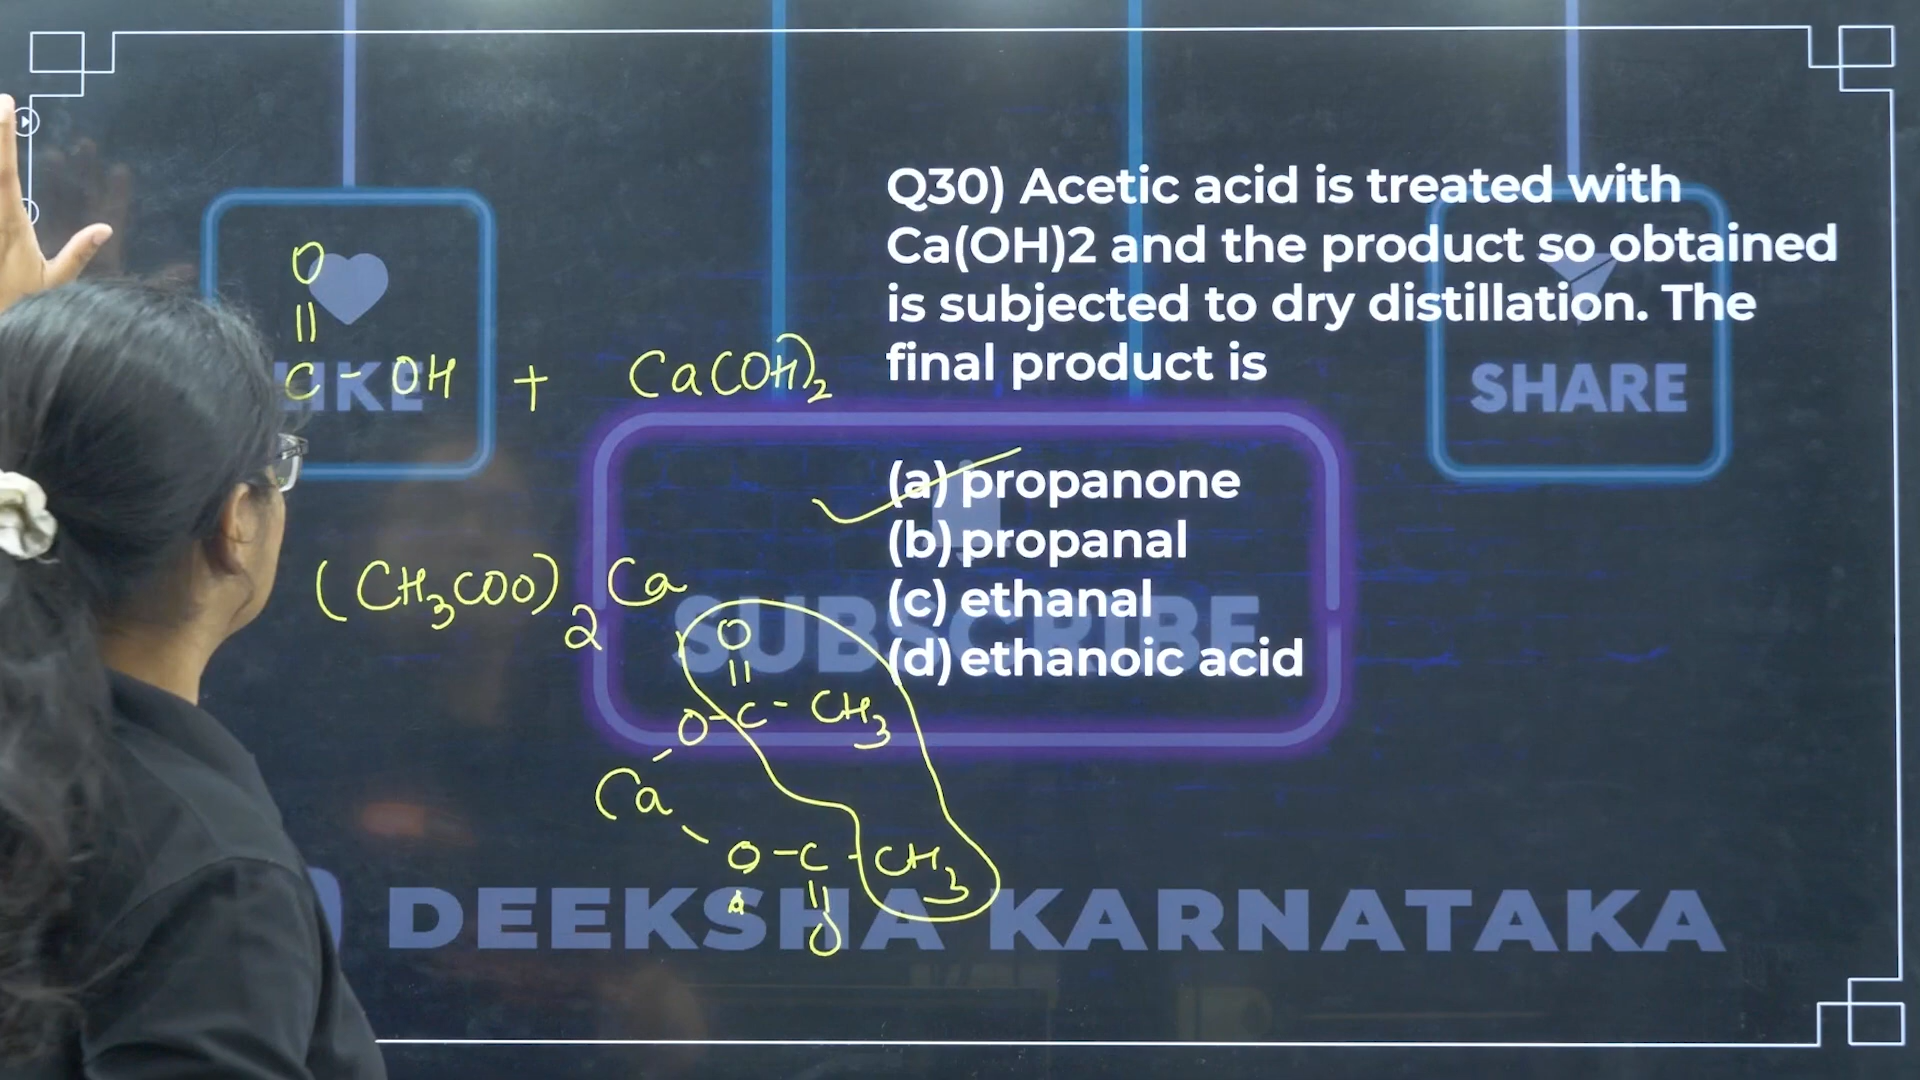 Q30) Acetic acid is treated with
Ca(OH)2 and the product so obtained
is subjected to dry distillation. The
final product is
(a) propanone
(b) propanal
(c) ethanal
(d) ethanoic acid
O
||
C - OH + Ca(OH)2
(CH3COO)2 Ca
O
||
O - C - CH3
Ca
O - C - CH3
||
O
LIKE
SHARE
SUBSCRIBE
DEEKSHA KARNATAKA